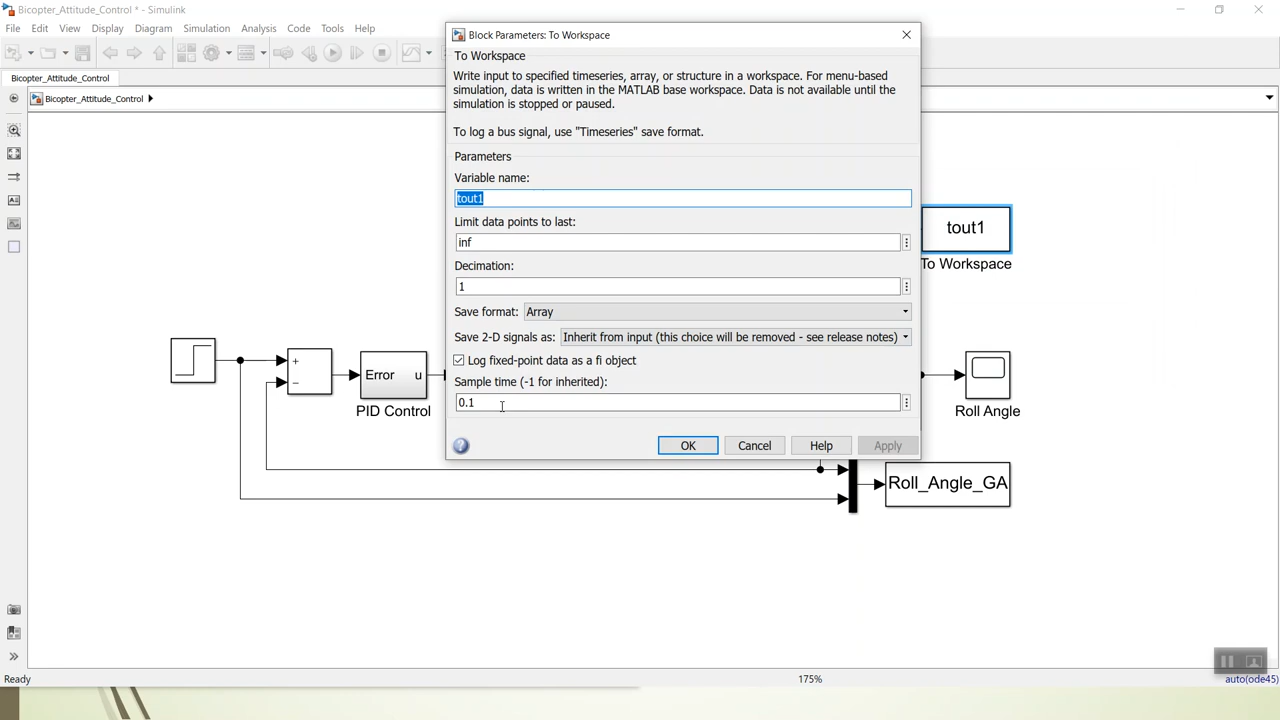 Bicopter_Attitude_Control * - Simulink
File Edit View Display Diagram Simulation Analysis Code Tools Help
Bicopter_Attitude_Control
Bicopter_Attitude_Control
Block Parameters: To Workspace
To Workspace
Write input to specified timeseries, array, or structure in a workspace. For menu-based
simulation, data is written in the MATLAB base workspace. Data is not available until the
simulation is stopped or paused.
To log a bus signal, use "Timeseries" save format.
Parameters
Variable name:
tout1
Limit data points to last:
inf
Decimation:
1
Save format: Array
Save 2-D signals as: Inherit from input (this choice will be removed - see release notes)
Log fixed-point data as a fi object
Sample time (-1 for inherited):
0.1
OK Cancel Help Apply
tout1
To Workspace
+
−
Error u
PID Control
Roll Angle
Roll_Angle_GA
Ready 175% auto(ode45)